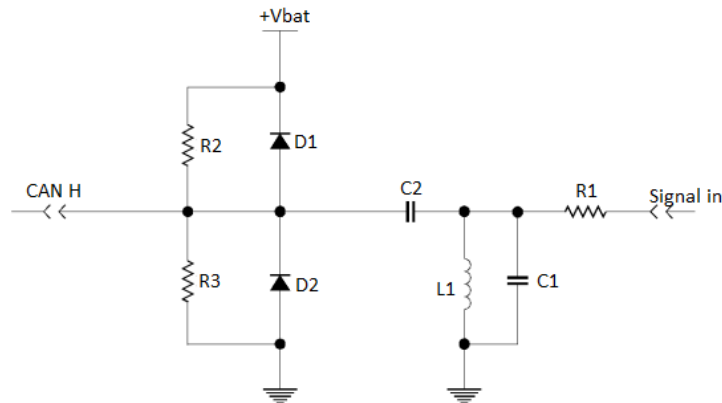 +Vbat
R2
D1
CAN H
C2
R1
Signal in
R3
D2
L1
C1